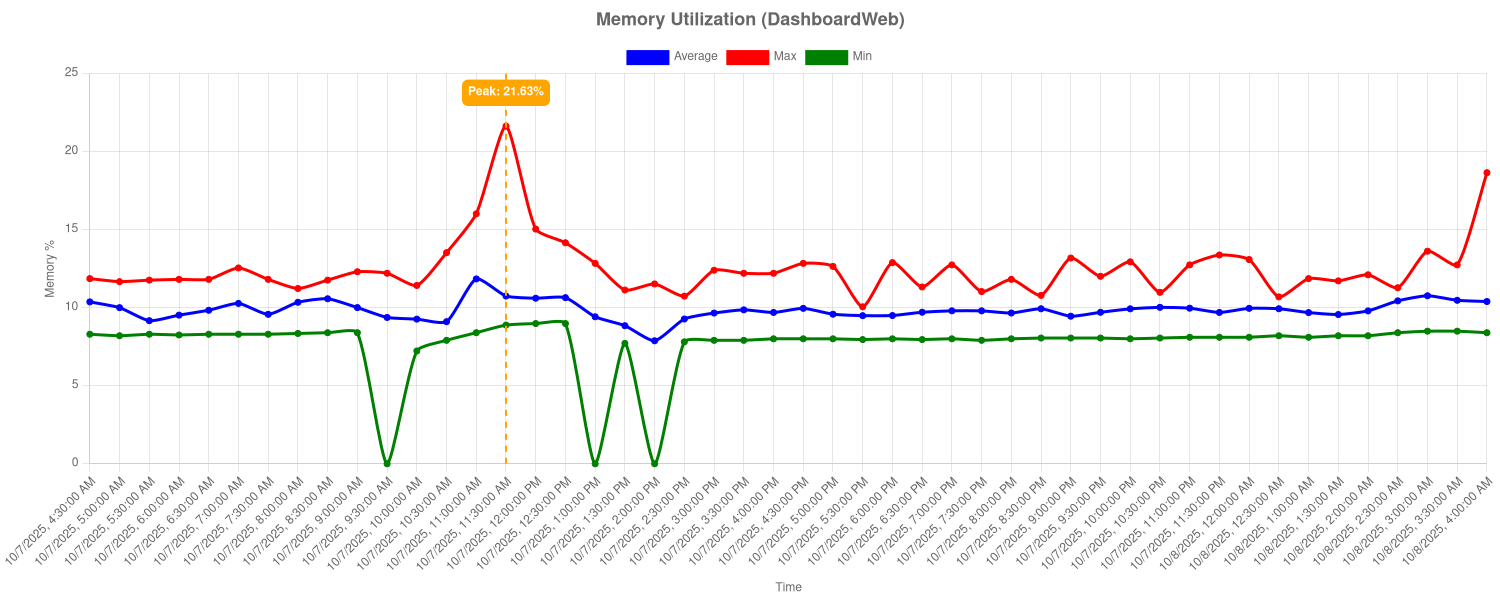 Memory Utilization (DashboardWeb)
Average Max Min
Peak: 21.63%
25
20
15
10
5
0
Memory %
10/7/2025, 4:30:00 AM
10/7/2025, 5:00:00 AM
10/7/2025, 5:30:00 AM
10/7/2025, 6:00:00 AM
10/7/2025, 6:30:00 AM
10/7/2025, 7:00:00 AM
10/7/2025, 7:30:00 AM
10/7/2025, 8:00:00 AM
10/7/2025, 8:30:00 AM
10/7/2025, 9:00:00 AM
10/7/2025, 9:30:00 AM
10/7/2025, 10:00:00 AM
10/7/2025, 10:30:00 AM
10/7/2025, 11:00:00 AM
10/7/2025, 11:30:00 AM
10/7/2025, 12:00:00 PM
10/7/2025, 12:30:00 PM
10/7/2025, 1:00:00 PM
10/7/2025, 1:30:00 PM
10/7/2025, 2:00:00 PM
10/7/2025, 2:30:00 PM
10/7/2025, 3:00:00 PM
10/7/2025, 3:30:00 PM
10/7/2025, 4:00:00 PM
10/7/2025, 4:30:00 PM
10/7/2025, 5:00:00 PM
10/7/2025, 5:30:00 PM
10/7/2025, 6:00:00 PM
10/7/2025, 6:30:00 PM
10/7/2025, 7:00:00 PM
10/7/2025, 7:30:00 PM
10/7/2025, 8:00:00 PM
10/7/2025, 8:30:00 PM
10/7/2025, 9:00:00 PM
10/7/2025, 9:30:00 PM
10/7/2025, 10:00:00 PM
10/7/2025, 10:30:00 PM
10/7/2025, 11:00:00 PM
10/7/2025, 11:30:00 PM
10/8/2025, 12:00:00 AM
10/8/2025, 12:30:00 AM
10/8/2025, 1:00:00 AM
10/8/2025, 1:30:00 AM
10/8/2025, 2:00:00 AM
10/8/2025, 2:30:00 AM
10/8/2025, 3:00:00 AM
10/8/2025, 3:30:00 AM
10/8/2025, 4:00:00 AM
Time